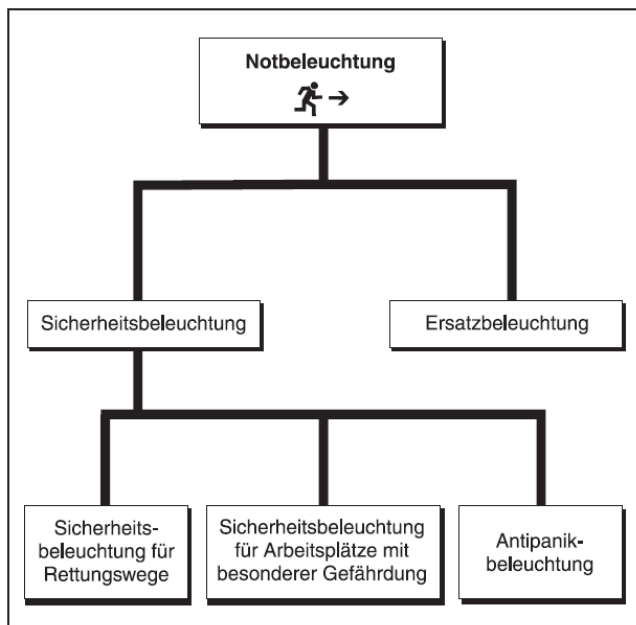 Notbeleuchtung
Sicherheitsbeleuchtung
Ersatzbeleuchtung
Sicherheits-
beleuchtung für
Rettungswege
Sicherheitsbeleuchtung
für Arbeitsplätze mit
besonderer Gefährdung
Antipanik-
beleuchtung